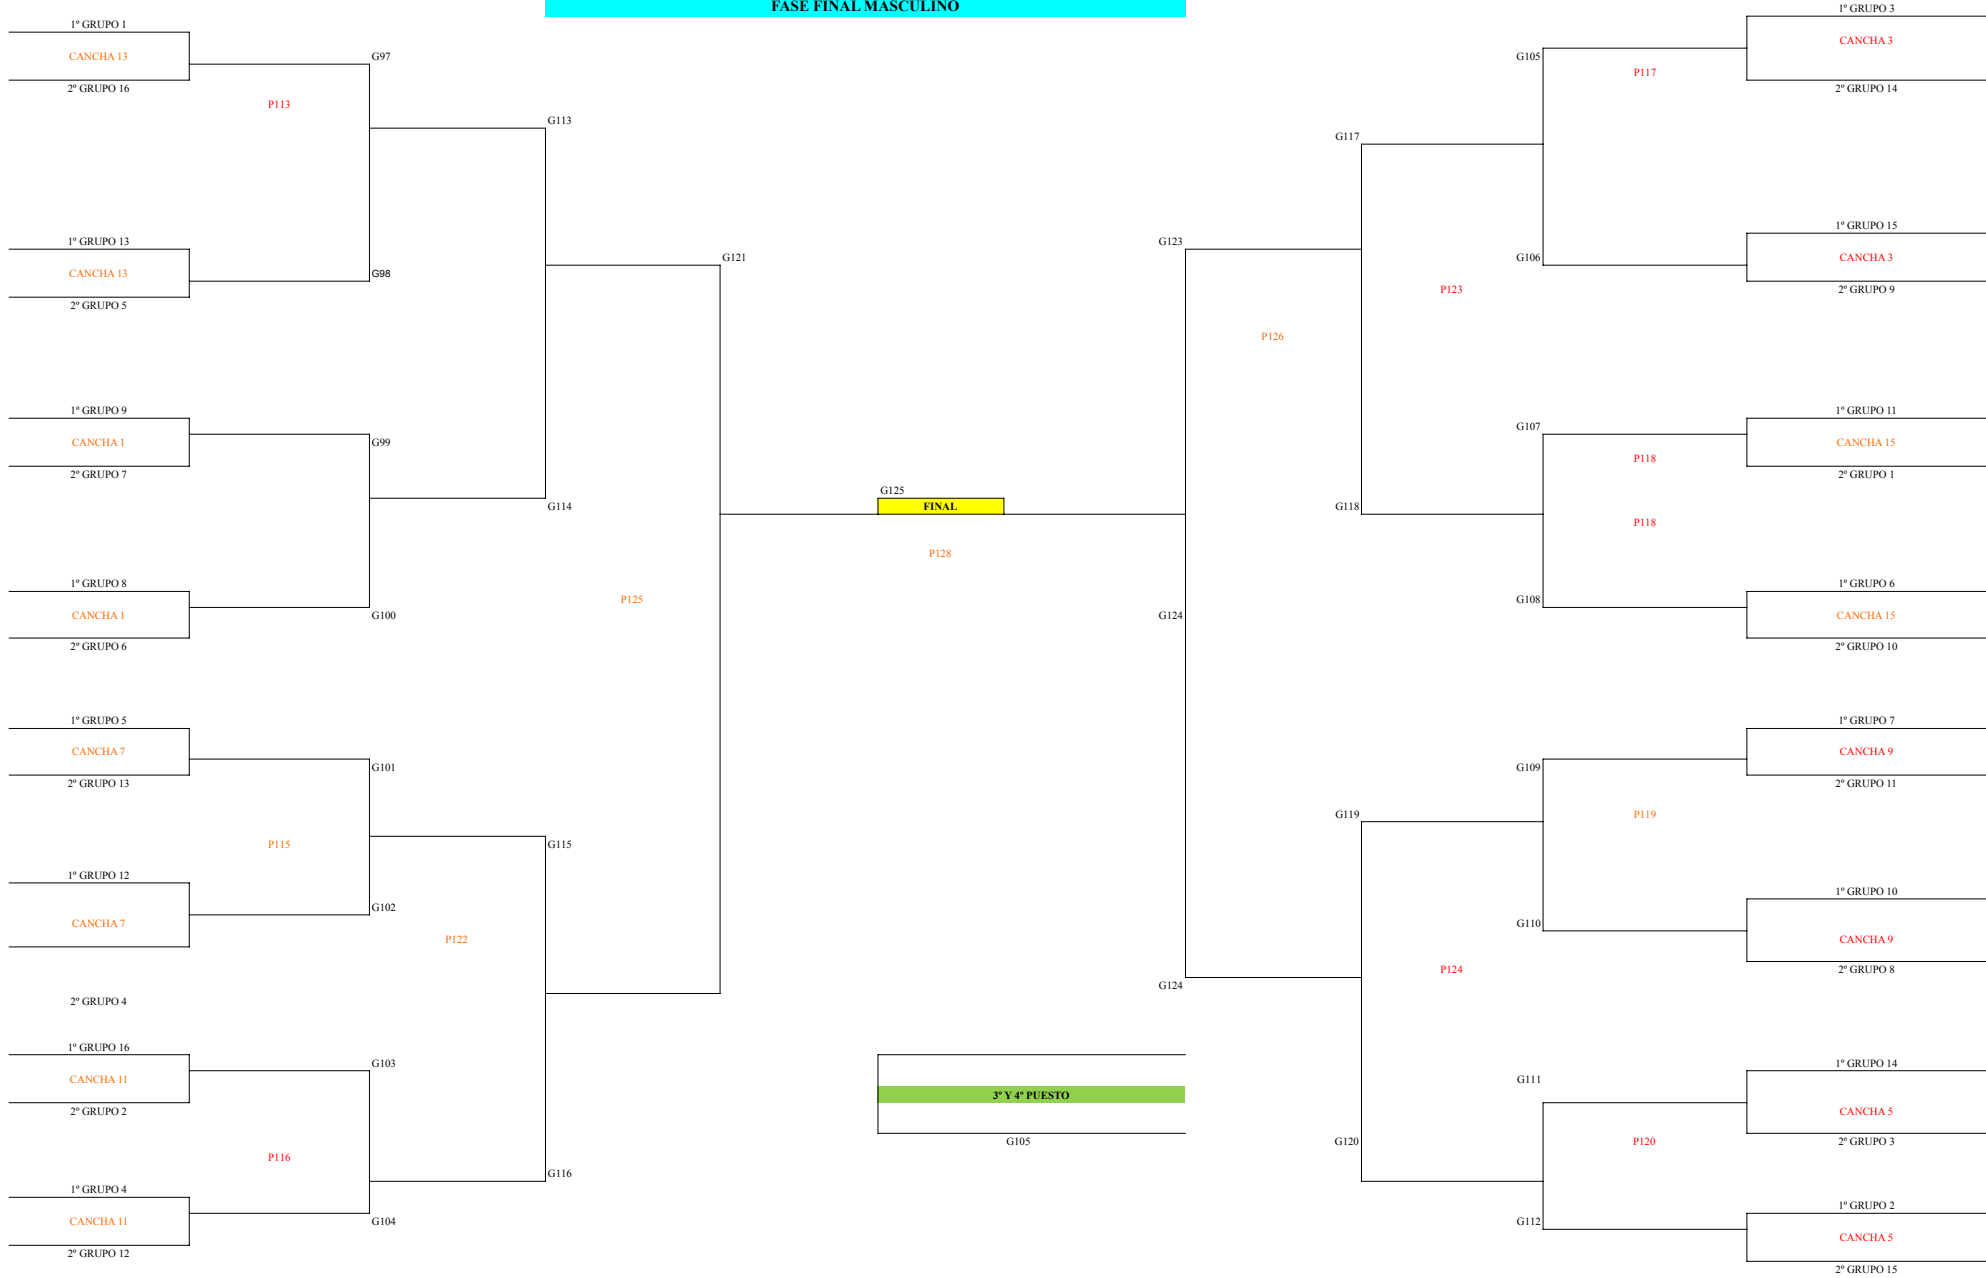 FASE FINAL MASCULINO
1º GRUPO 1
CANCHA 13
2º GRUPO 16
P113
G97
G113
1º GRUPO 13
CANCHA 13
2º GRUPO 5
G98
G121
1º GRUPO 9
CANCHA 1
2º GRUPO 7
G99
G114
1º GRUPO 8
CANCHA 1
2º GRUPO 6
G100
P125
1º GRUPO 5
CANCHA 7
2º GRUPO 13
G101
P115
G115
1º GRUPO 12
CANCHA 7
G102
P122
2º GRUPO 4
1º GRUPO 16
CANCHA 11
2º GRUPO 2
G103
P116
G116
1º GRUPO 4
CANCHA 11
2º GRUPO 12
G104
G125
FINAL
P128
3º Y 4º PUESTO
G105
1º GRUPO 3
CANCHA 3
2º GRUPO 14
G105
P117
G117
1º GRUPO 15
CANCHA 3
2º GRUPO 9
G106
G123
P123
P126
1º GRUPO 11
CANCHA 15
2º GRUPO 1
G107
P118
G118
P118
1º GRUPO 6
CANCHA 15
2º GRUPO 10
G108
G124
1º GRUPO 7
CANCHA 9
2º GRUPO 11
G109
P119
G119
1º GRUPO 10
CANCHA 9
2º GRUPO 8
G110
P124
G124
1º GRUPO 14
CANCHA 5
2º GRUPO 3
G111
P120
G120
1º GRUPO 2
CANCHA 5
2º GRUPO 15
G112